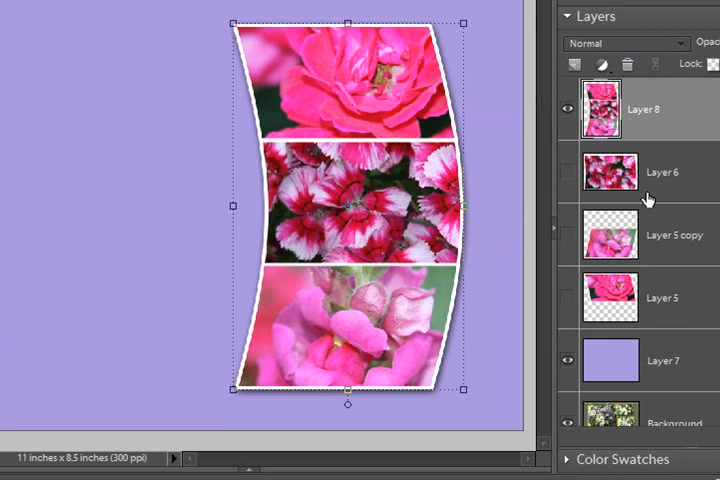 Layers
Normal
Opac
Lock:
Layer 8
Layer 6
Layer 5 copy
Layer 5
Layer 7
Background
11 inches x 8.5 inches (300 ppi)
Color Swatches